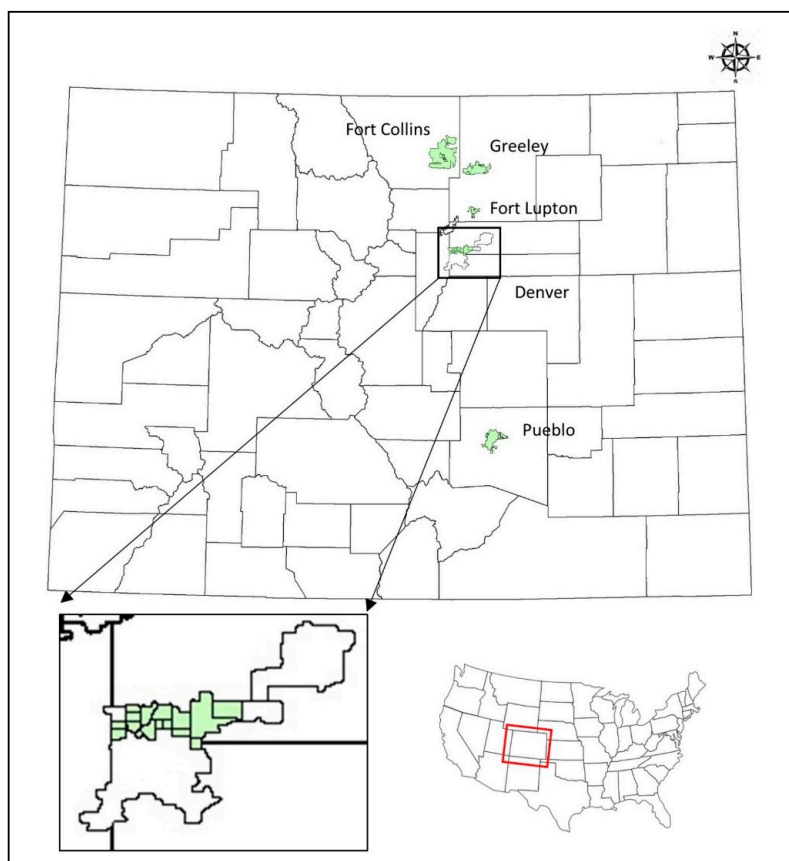 N
W E
S
Fort Collins
Greeley
Fort Lupton
Denver
Pueblo